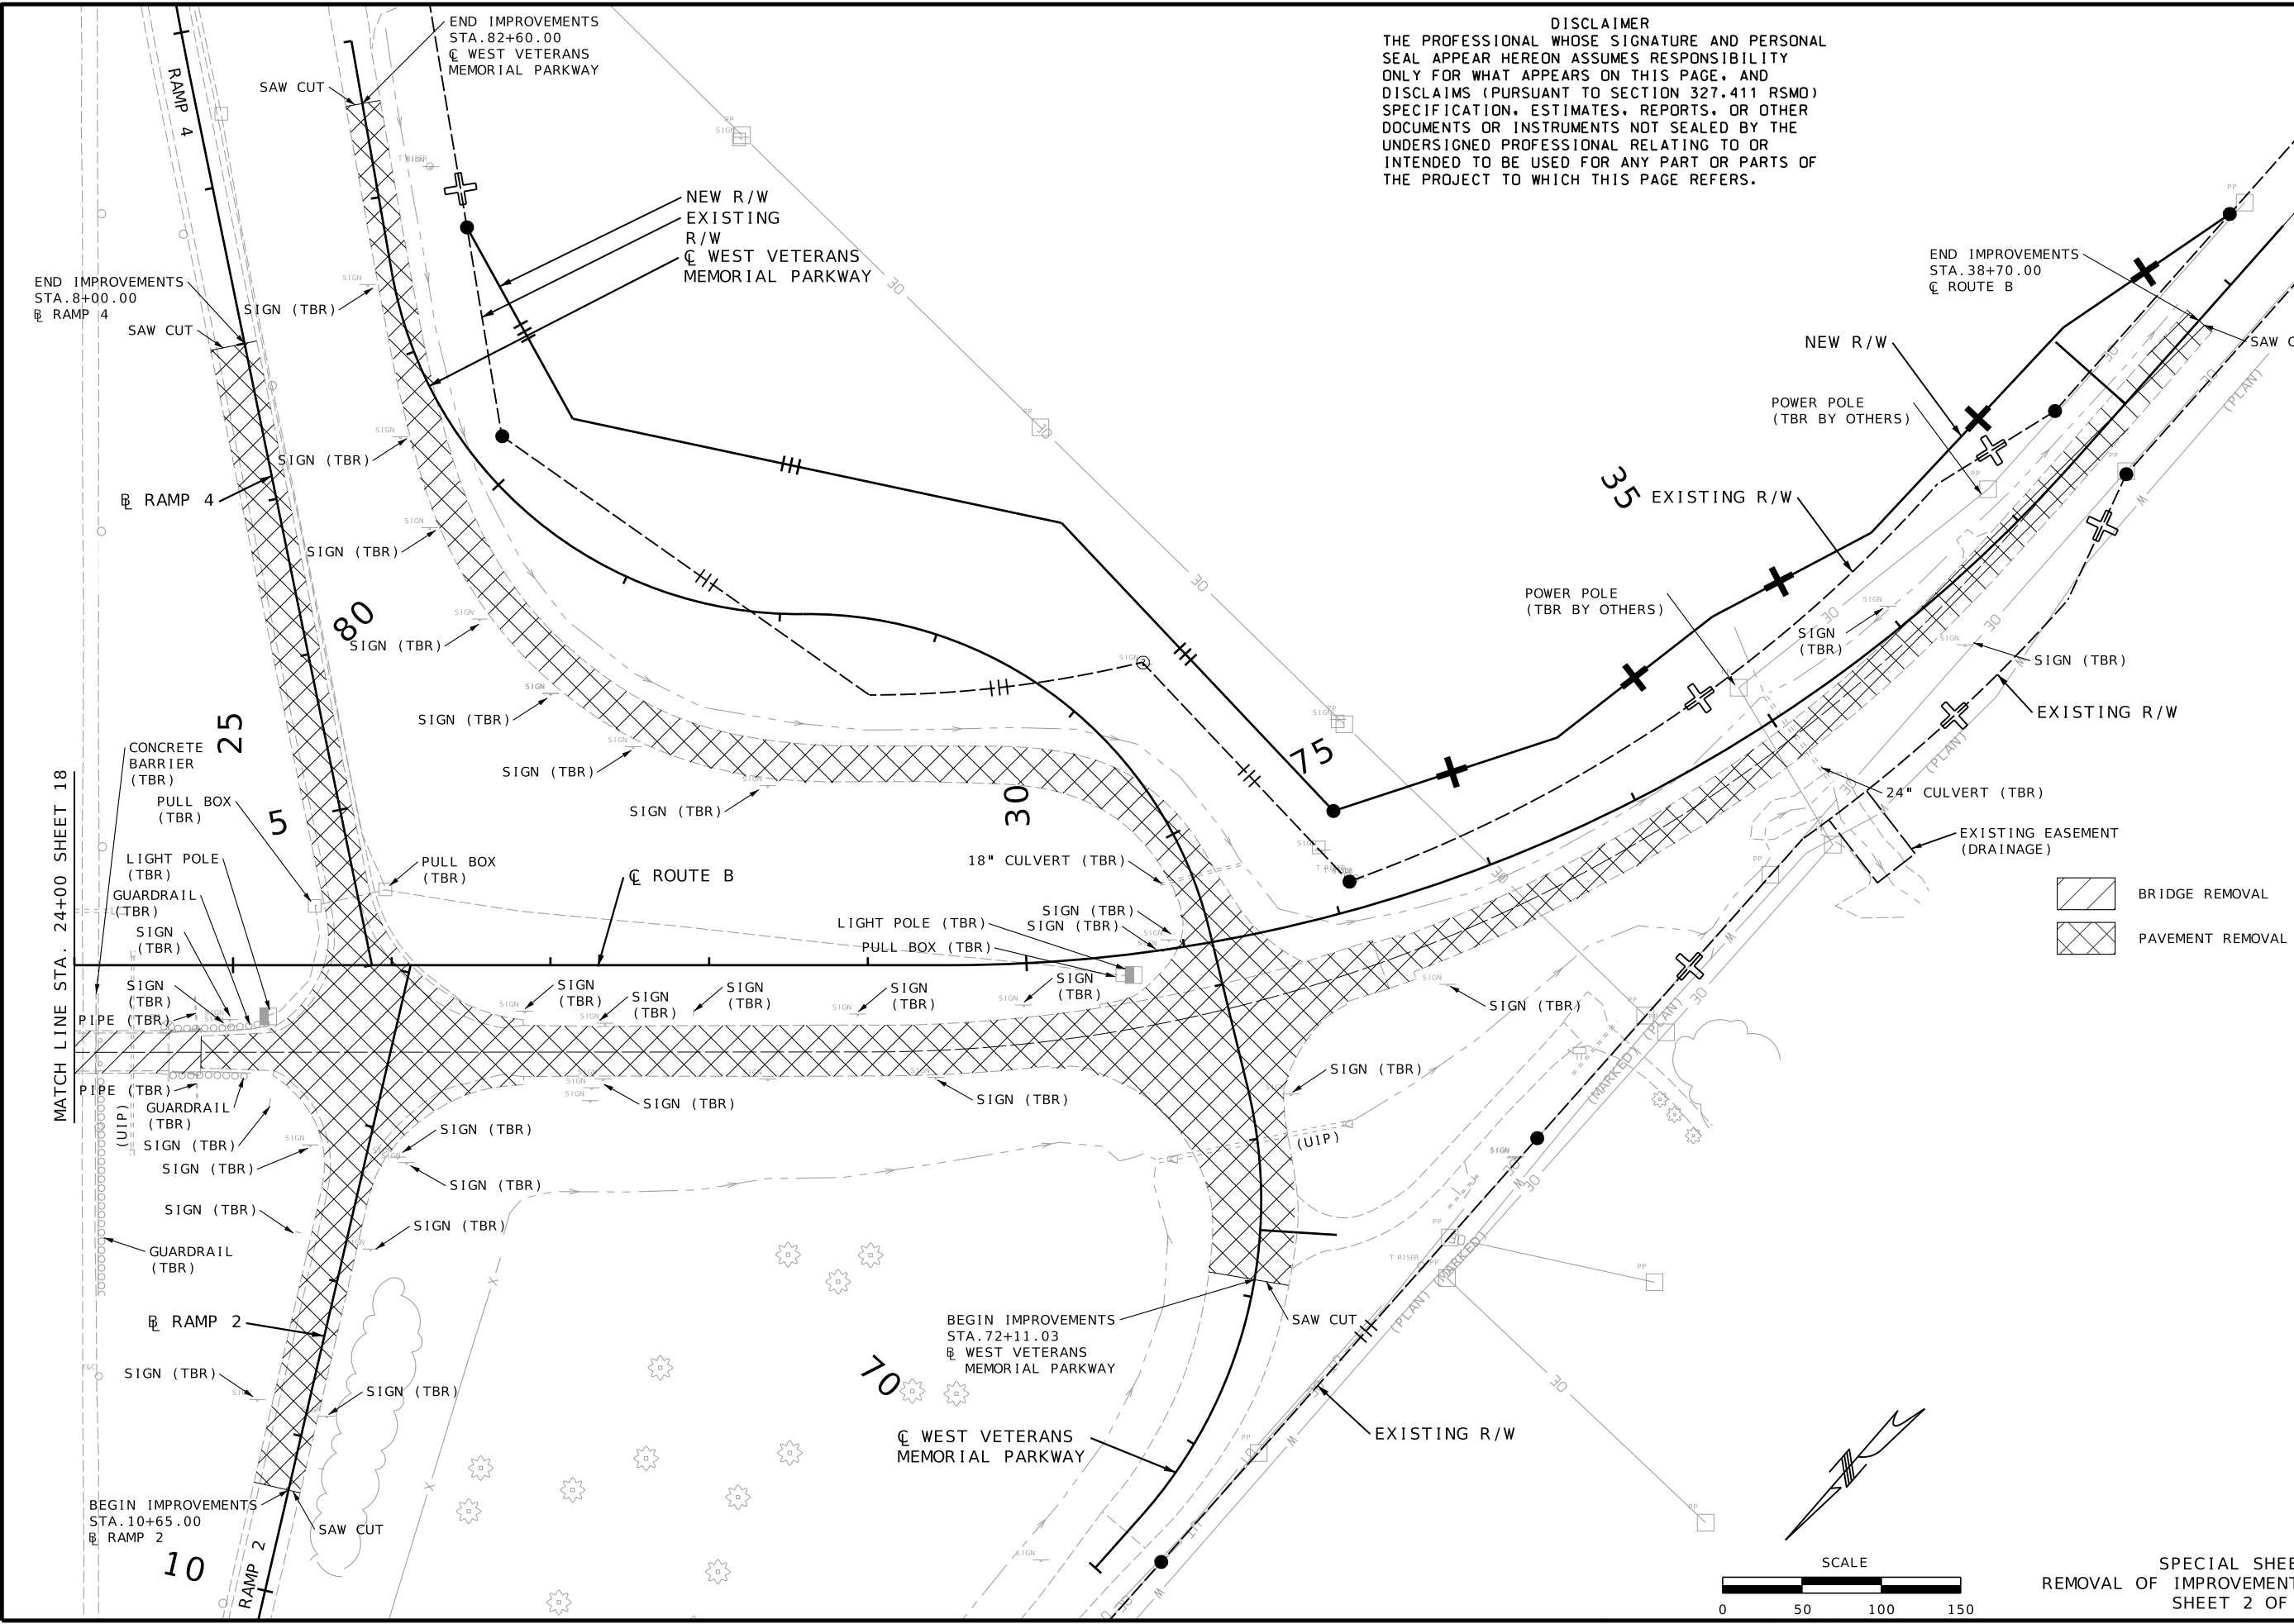 END IMPROVEMENTS
STA.82+60.00
℄ WEST VETERANS
MEMORIAL PARKWAY
SAW CUT
RAMP 4
DISCLAIMER
THE PROFESSIONAL WHOSE SIGNATURE AND PERSONAL
SEAL APPEAR HEREON ASSUMES RESPONSIBILITY
ONLY FOR WHAT APPEARS ON THIS PAGE, AND
DISCLAIMS (PURSUANT TO SECTION 327.411 RSMO)
SPECIFICATION, ESTIMATES, REPORTS, OR OTHER
DOCUMENTS OR INSTRUMENTS NOT SEALED BY THE
UNDERSIGNED PROFESSIONAL RELATING TO OR
INTENDED TO BE USED FOR ANY PART OR PARTS OF
THE PROJECT TO WHICH THIS PAGE REFERS.
NEW R/W
EXISTING
R/W
℄ WEST VETERANS
MEMORIAL PARKWAY
END IMPROVEMENTS
STA.8+00.00
BL RAMP 4
SAW CUT
SIGN (TBR)
SIGN (TBR)
BL RAMP 4
SIGN (TBR)
80
SIGN (TBR)
SIGN (TBR)
SIGN (TBR)
SIGN (TBR)
END IMPROVEMENTS
STA.38+70.00
℄ ROUTE B
NEW R/W
SAW C
POWER POLE
(TBR BY OTHERS)
35
EXISTING R/W
POWER POLE
(TBR BY OTHERS)
SIGN
(TBR)
SIGN (TBR)
EXISTING R/W
(PLAN)
(PLAN)
75
24" CULVERT (TBR)
EXISTING EASEMENT
(DRAINAGE)
BRIDGE REMOVAL
PAVEMENT REMOVAL
25
CONCRETE
BARRIER
(TBR)
PULL BOX
(TBR)
5
LIGHT POLE
(TBR)
GUARDRAIL
(TBR)
SIGN
(TBR)
SIGN
(TBR)
PIPE (TBR)
MATCH LINE STA. 24+00 SHEET 18
PULL BOX
(TBR)
℄ ROUTE B
30
18" CULVERT (TBR)
SIGN (TBR)
SIGN (TBR)
LIGHT POLE (TBR)
PULL BOX (TBR)
SIGN
(TBR)
SIGN
(TBR)
SIGN
(TBR)
SIGN
(TBR)
SIGN
(TBR)
SIGN (TBR)
SIGN (TBR)
SIGN (TBR)
SIGN (TBR)
PIPE (TBR)
(UIP)
GUARDRAIL
(TBR)
SIGN (TBR)
SIGN (TBR)
SIGN (TBR)
SIGN (TBR)
SIGN (TBR)
SIGN (TBR)
(UIP)
(PLAN)
(MARKED)
GUARDRAIL
(TBR)
BL RAMP 2
SIGN (TBR)
SIGN (TBR)
BEGIN IMPROVEMENTS
STA.10+65.00
BL RAMP 2
SAW CUT
10
RAMP 2
BEGIN IMPROVEMENTS
STA.72+11.03
BL WEST VETERANS
MEMORIAL PARKWAY
SAW CUT
T RISER
(MARKED)
(PLAN)
70
℄ WEST VETERANS
MEMORIAL PARKWAY
EXISTING R/W
SCALE
0 50 100 150
SPECIAL SHEE
REMOVAL OF IMPROVEMENT
SHEET 2 OF